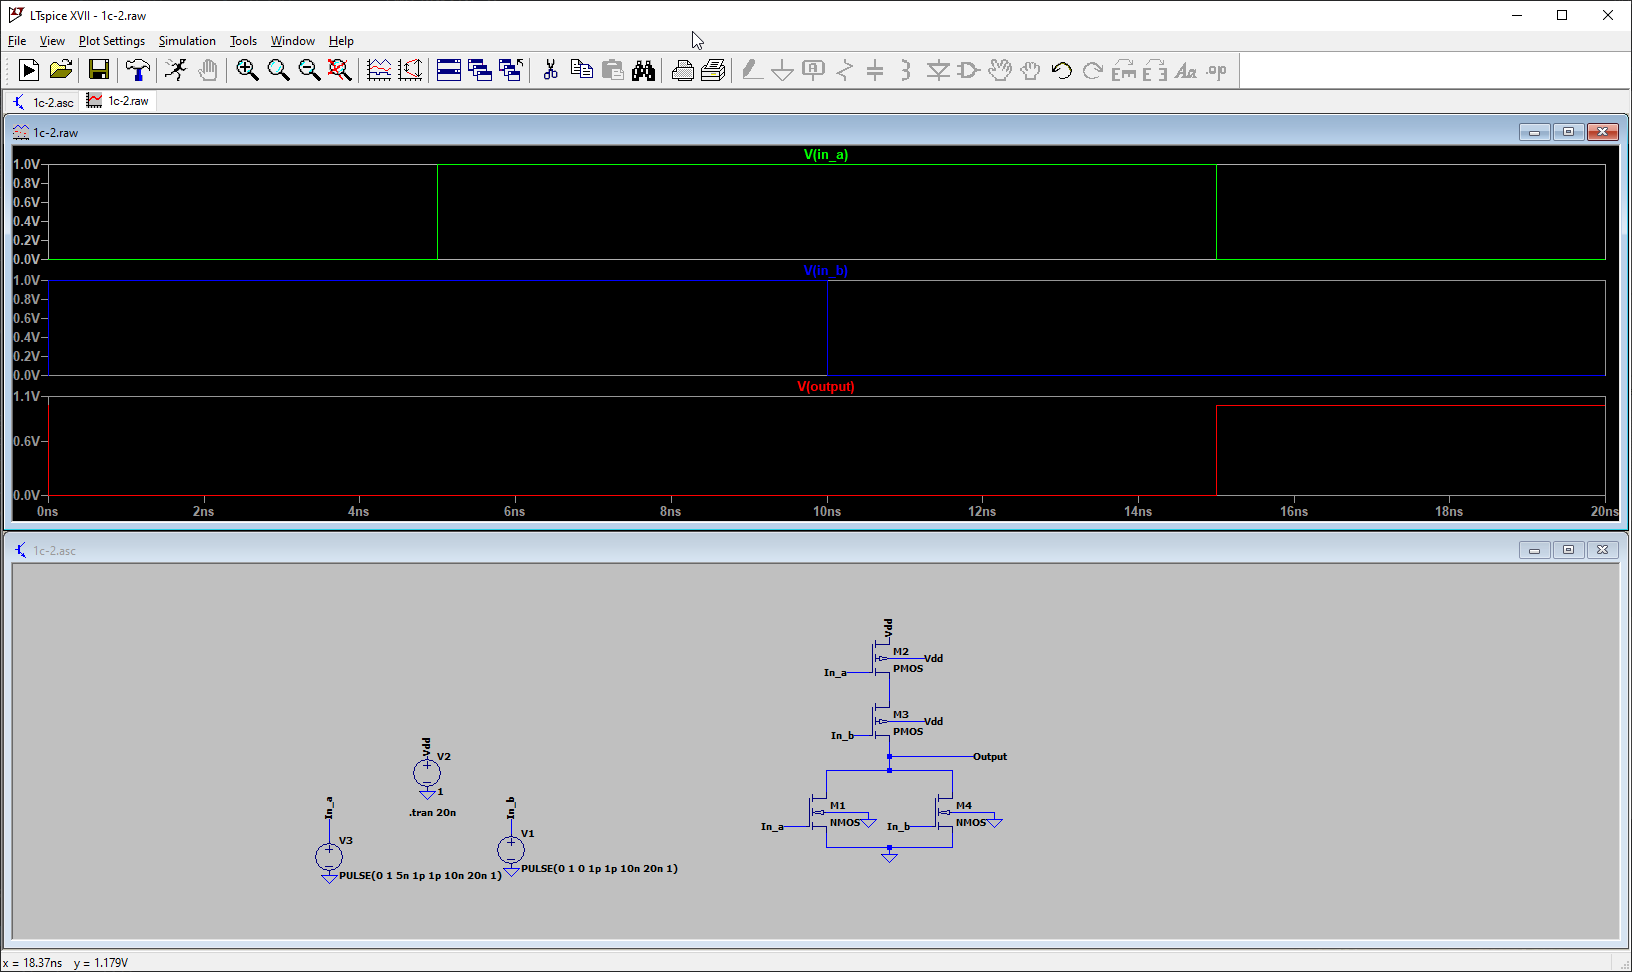 LTspice XVII - 1c-2.raw
File View Plot Settings Simulation Tools Window Help
1c-2.asc 1c-2.raw
1c-2.raw
V(in_a)
1.0V
0.8V
0.6V
0.4V
0.2V
0.0V
V(in_b)
1.0V
0.8V
0.6V
0.4V
0.2V
0.0V
V(output)
1.1V
0.6V
0.0V
0ns 2ns 4ns 6ns 8ns 10ns 12ns 14ns 16ns 18ns 20ns
1c-2.asc
Vdd
M2
Vdd
PMOS
In_a
M3
Vdd
PMOS
In_b
Output
M1
NMOS
In_a
M4
NMOS
In_b
Vdd
V2
1
.tran 20n
In_a
V3
PULSE(0 1 5n 1p 1p 10n 20n 1)
In_b
V1
PULSE(0 1 0 1p 1p 10n 20n 1)
x = 18.37ns y = 1.179V